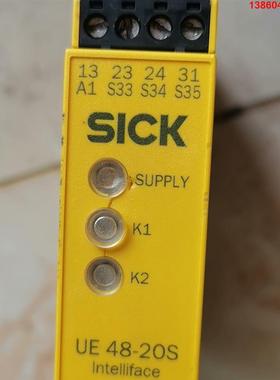 138604
13 23 24 31
A1 S33 S34 S35
SICK
SUPPLY
K1
K2
UE 48-20S
Intelliface